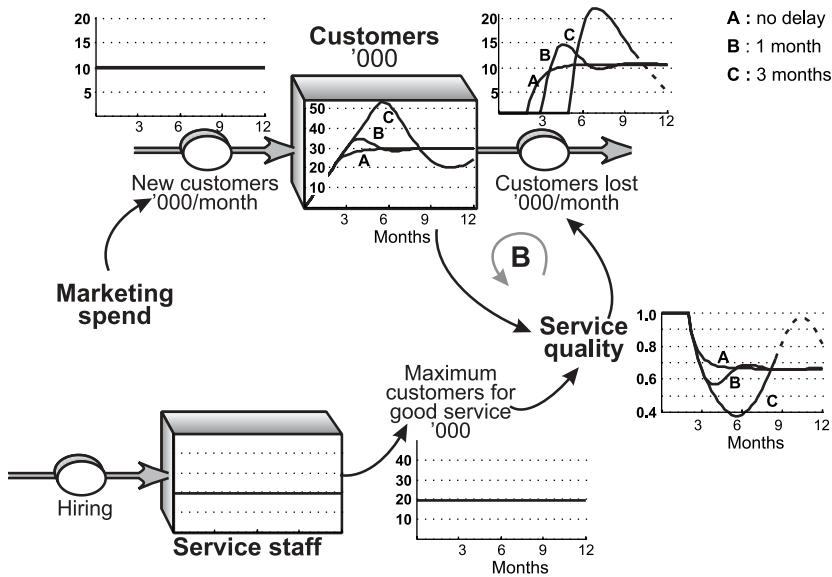 20
15
10
5
3
6
9
12
Customers
'000
50
40
30
20
10
C
B
A
3
6
9
12
Months
20
15
10
5
C
B
A
3
6
9
12
A : no delay
B : 1 month
C : 3 months
New customers
'000/month
Customers lost
'000/month
B
Marketing
spend
Service
quality
1.0
0.8
0.6
0.4
A
B
C
3
6
9
12
Months
Maximum
customers for
good service
'000
40
30
20
10
3
6
9
12
Months
Hiring
Service staff